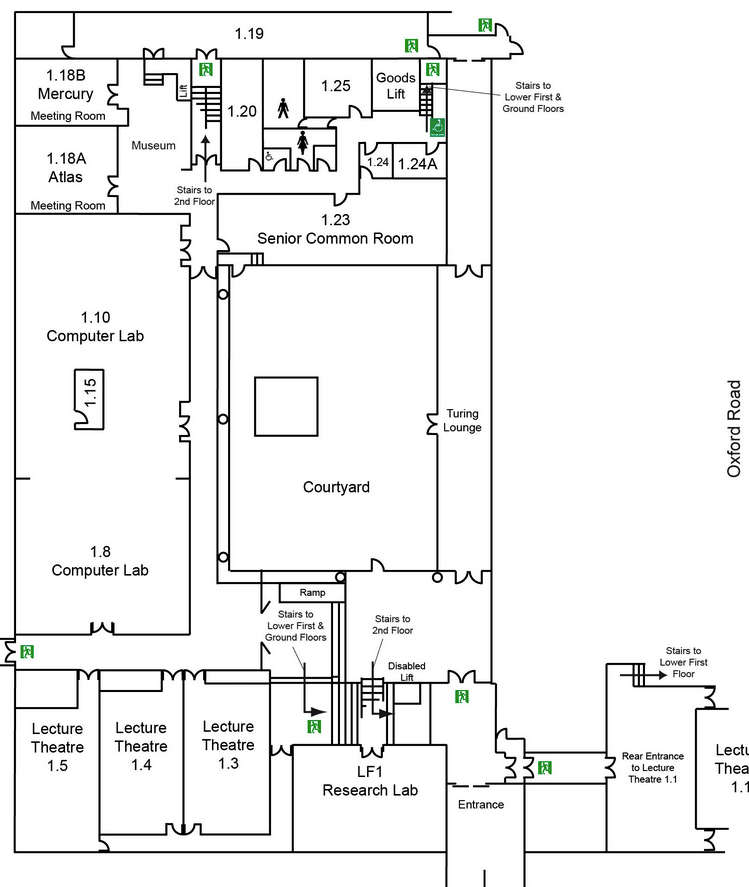 1.19
1.18B
Mercury
Meeting Room
Lift
1.20
1.25
Goods
Lift
Stairs to
Lower First &
Ground Floors
Museum
1.18A
Atlas
Meeting Room
Stairs to
2nd Floor
1.24
1.24A
1.23
Senior Common Room
1.10
Computer Lab
1.15
Turing
Lounge
Oxford Road
Courtyard
1.8
Computer Lab
Ramp
Stairs to
Lower First &
Ground Floors
Stairs to
2nd Floor
Disabled
Lift
Stairs to
Lower First
Floor
Lecture
Theatre
1.5
Lecture
Theatre
1.4
Lecture
Theatre
1.3
LF1
Research Lab
Entrance
Rear Entrance
to Lecture
Theatre 1.1
Lectu
Thea
1.1